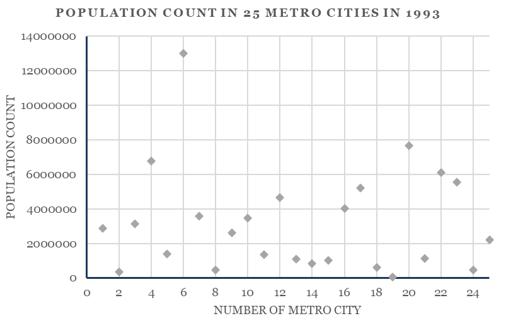 POPULATION COUNT IN 25 METRO CITIES IN 1993
14000000
12000000
10000000
8000000
6000000
4000000
2000000
0
POPULATION COUNT
0 2 4 6 8 10 12 14 16 18 20 22 24
NUMBER OF METRO CITY